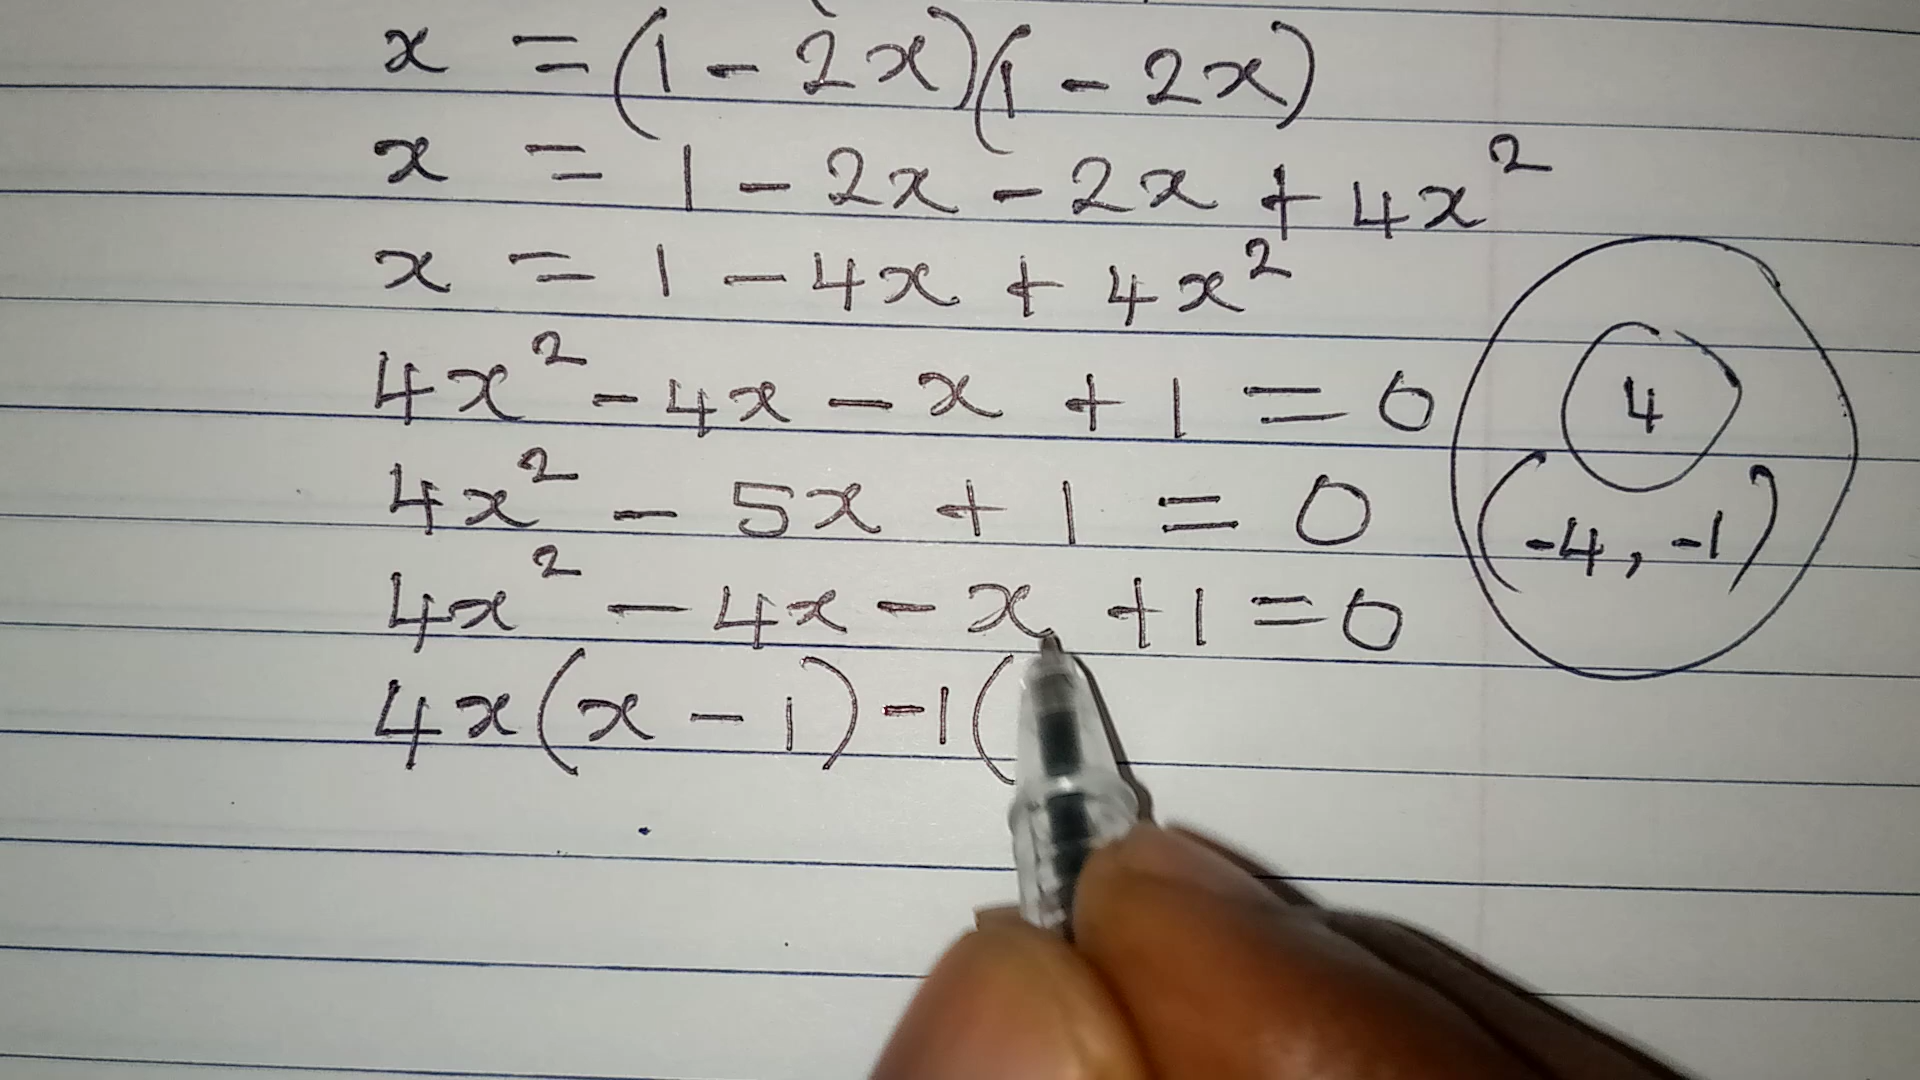 x = (1 - 2x)(1 - 2x)
x = 1 - 2x - 2x + 4x²
x = 1 - 4x + 4x²
4x² - 4x - x + 1 = 0
4x² - 5x + 1 = 0
4x² - 4x - x + 1 = 0
4x(x - 1) -1(
4
(-4, -1)